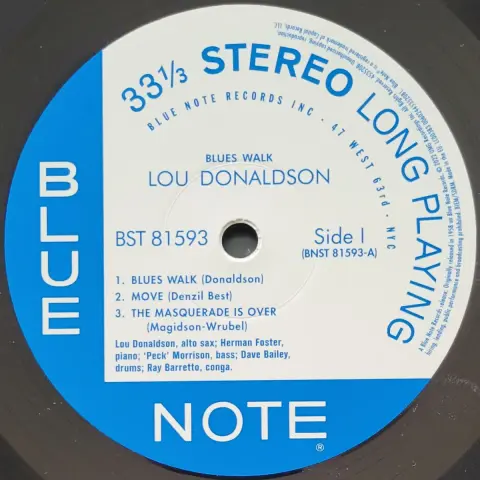 33⅓ STEREO LONG PLAYING
BLUE NOTE RECORDS INC · 47 WEST 63rd · NYC
BLUES WALK
LOU DONALDSON
BST 81593
Side I
(BNST 81593-A)
1. BLUES WALK (Donaldson)
2. MOVE (Denzil Best)
3. THE MASQUERADE IS OVER
(Magidson-Wrubel)
Lou Donaldson, alto sax; Herman Foster,
piano; ‘Peck’ Morrison, bass; Dave Bailey,
drums; Ray Barretto, conga.
BLUE
NOTE
®